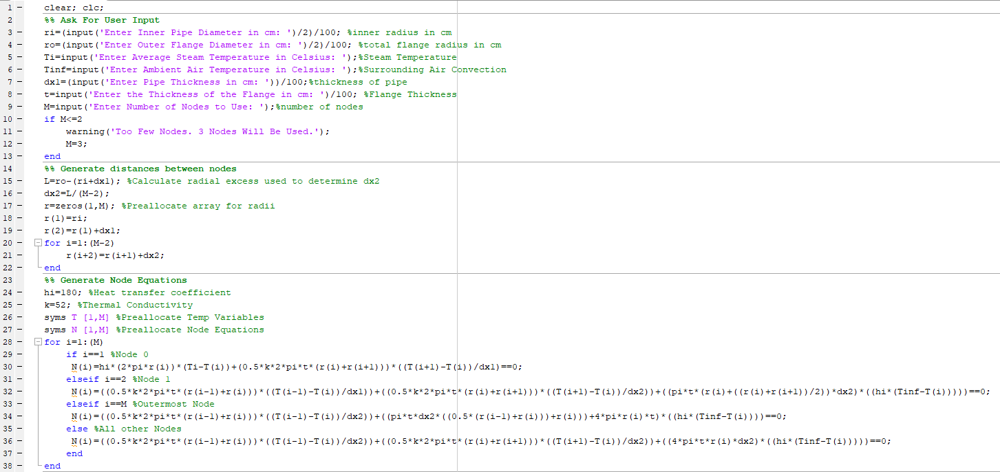 1 - clear; clc;
2 %% Ask For User Input
3 - ri=(input('Enter Inner Pipe Diameter in cm: ')/2)/100; %inner radius in cm
4 - ro=(input('Enter Outer Flange Diameter in cm: ')/2)/100; %total flange radius in cm
5 - Ti=input('Enter Average Steam Temperature in Celsius: ');%Steam Temperature
6 - Tinf=input('Enter Ambient Air Temperature in Celsius: ');%Surrounding Air Convection
7 - dx1=(input('Enter Pipe Thickness in cm: '))/100;%thickness of pipe
8 - t=input('Enter the Thickness of the Flange in cm: ')/100; %Flange Thickness
9 - M=input('Enter Number of Nodes to Use: ');%number of nodes
10 - if M<=2
11 - warning('Too Few Nodes. 3 Nodes Will Be Used.');
12 - M=3;
13 - end
14 %% Generate distances between nodes
15 - L=ro-(ri+dx1); %Calculate radial excess used to determine dx2
16 - dx2=L/(M-2);
17 - r=zeros(1,M); %Preallocate array for radii
18 - r(1)=ri;
19 - r(2)=r(1)+dx1;
20 - for i=1:(M-2)
21 - r(i+2)=r(i+1)+dx2;
22 - end
23 %% Generate Node Equations
24 - hi=180; %Heat transfer coefficient
25 - k=52; %Thermal Conductivity
26 - syms T [1,M] %Preallocate Temp Variables
27 - syms N [1,M] %Preallocate Node Equations
28 - for i=1:(M)
29 - if i==1 %Node 0
30 - N(i)=hi*(2*pi*r(i))*(Ti-T(i))+(0.5*k*2*pi*t*(r(i)+r(i+1)))*((T(i+1)-T(i))/dx1)==0;
31 - elseif i==2 %Node 1
32 - N(i)=((0.5*k*2*pi*t*(r(i-1)+r(i)))*((T(i-1)-T(i))/dx1))+((0.5*k*2*pi*t*(r(i)+r(i+1)))*((T(i+1)-T(i))/dx2))+((pi*t*(r(i)+((r(i)+r(i+1))/2))*dx2)*((hi*(Tinf-T(i)))))==0;
33 - elseif i==M %Outermost Node
34 - N(i)=((0.5*k*2*pi*t*(r(i-1)+r(i)))*((T(i-1)-T(i))/dx2))+((pi*t*dx2*((0.5*(r(i-1)+r(i)))+r(i)))+4*pi*r(i)*t)*((hi*(Tinf-T(i))))==0;
35 - else %All other Nodes
36 - N(i)=((0.5*k*2*pi*t*(r(i-1)+r(i)))*((T(i-1)-T(i))/dx2))+((0.5*k*2*pi*t*(r(i)+r(i+1)))*((T(i+1)-T(i))/dx2))+((4*pi*t*r(i)*dx2)*((hi*(Tinf-T(i)))))==0;
37 - end
38 - end